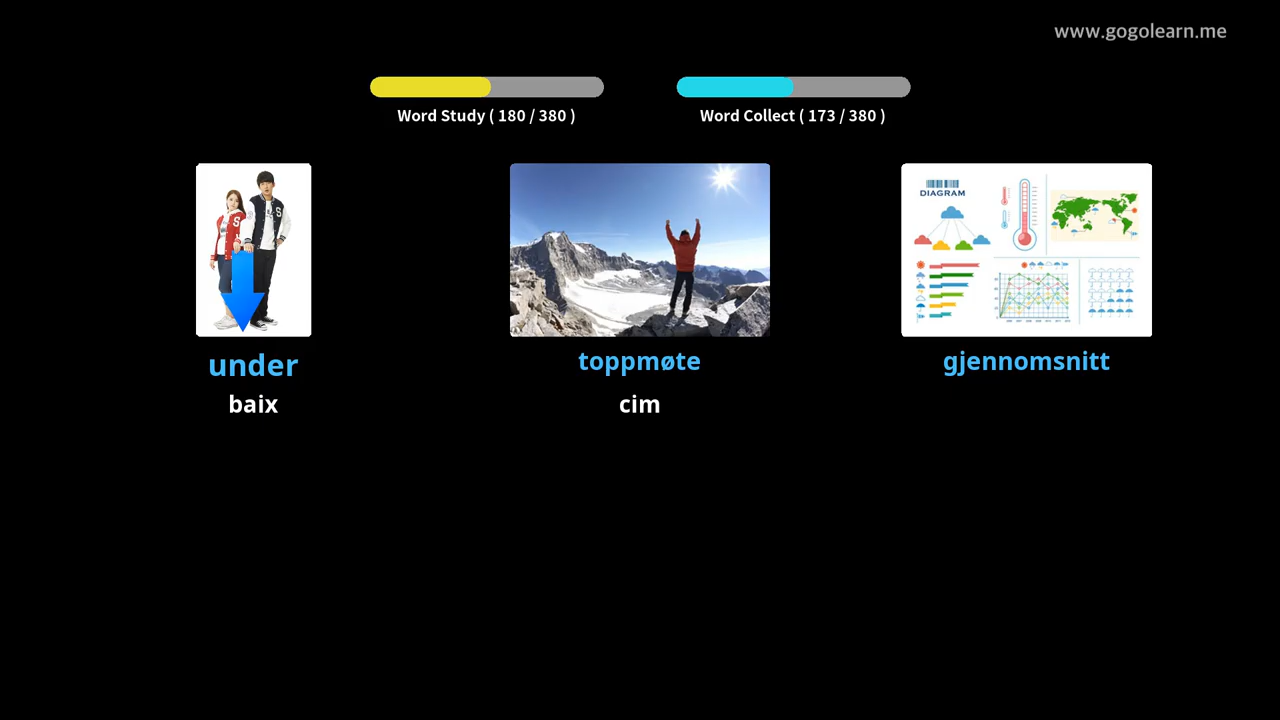 www.gogolearn.me
Word Study ( 180 / 380 )
Word Collect ( 173 / 380 )
DIAGRAM
under
toppmøte
gjennomsnitt
baix
cim